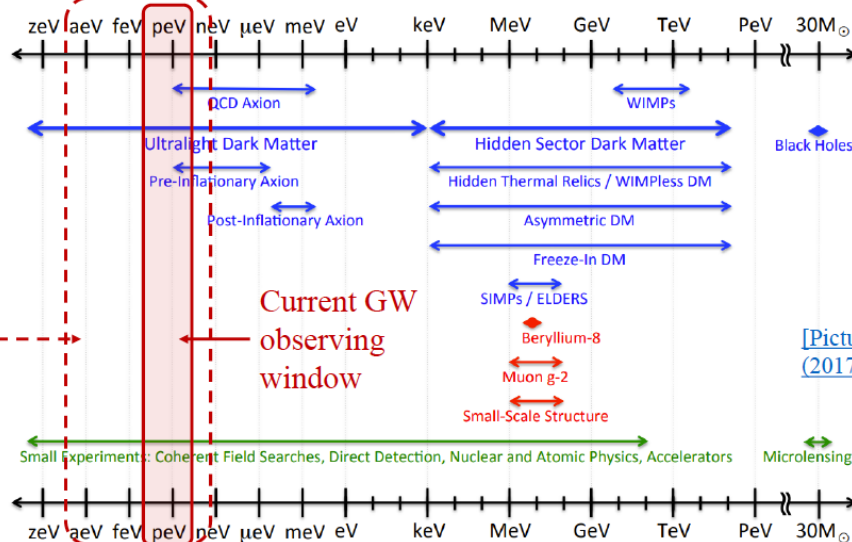 zeV aeV feV peV neV μeV meV eV keV MeV GeV TeV PeV 30M☉
QCD Axion WIMPs
Ultralight Dark Matter Hidden Sector Dark Matter Black Holes
Pre-Inflationary Axion Hidden Thermal Relics / WIMPless DM
Post-Inflationary Axion Asymmetric DM
Freeze-In DM
SIMPs / ELDERS
Current GW
observing
window
Beryllium-8
Muon g-2
Small-Scale Structure
[Pictu
(2017
Small Experiments: Coherent Field Searches, Direct Detection, Nuclear and Atomic Physics, Accelerators Microlensing
zeV aeV feV peV neV μeV meV eV keV MeV GeV TeV PeV 30M☉